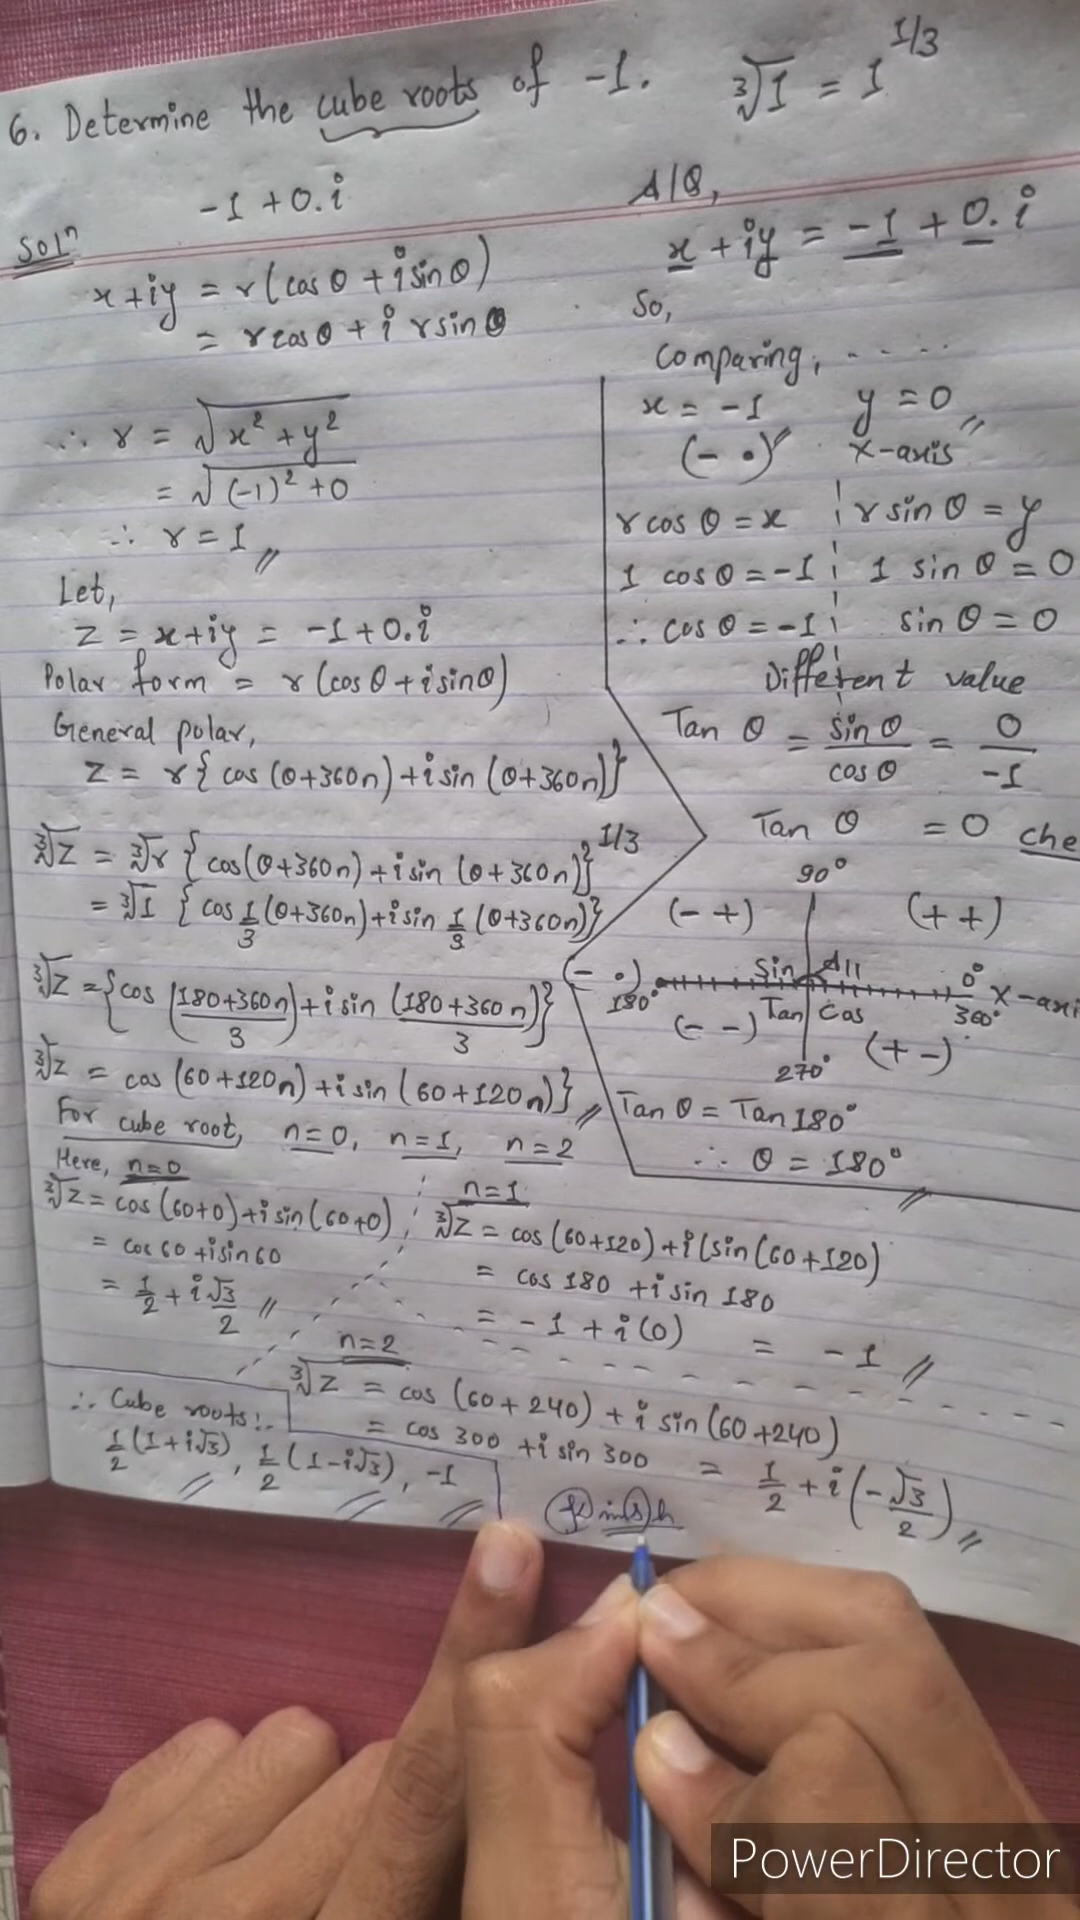 6. Determine the cube roots of -1. ∛1 = 1^1/3
Solⁿ -1 + 0.i
x+iy = r(cos θ + i sin θ)
= r cos θ + i r sin θ
∴ r = √x² + y²
= √(-1)² + 0
∴ r = 1
Let,
Z = x+iy = -1 + 0.i
Polar form = r (cos θ + i sin θ)
General polar,
Z = r{ cos (θ+360n) + i sin (θ+360n)}
∛Z = ∛r { cos(θ+360n) + i sin (θ+360n)}^1/3
= ∛1 { cos 1/3 (θ+360n) + i sin 1/3 (θ+360n)}
∛Z = {cos (180+360n)/3 + i sin (180+360n)/3}
∛Z = cos (60+120n) + i sin (60+120n)}
A/Q,
x + iy = -1 + 0.i
So,
Comparing, - - - - -
x = -1 y = 0
(- •) X-axis
r cos θ = x r sin θ = y
1 cos θ = -1 1 sin θ = 0
∴ cos θ = -1 sin θ = 0
Different value
Tan θ = sin θ/cos θ = 0/-1
Tan θ = 0 che
90°
(- +) (+ +)
(- •) Sin All 0°
180° Tan Cos 360° X-axi
(- -) (+ -)
270°
Tan θ = Tan 180°
∴ θ = 180°
For cube root, n=0, n=1, n=2
Here, n=0
∛Z = cos (60+0) + i sin (60+0)
= cos 60 + i sin 60
= 1/2 + i √3/2
n=1
∛Z = cos (60+120) + i (sin (60+120)
= cos 180 + i sin 180
= -1 + i (0) = -1
n=2
∛Z = cos (60+240) + i sin (60+240)
= cos 300 + i sin 300 = 1/2 + i (-√3/2)
∴ Cube roots:-
1/2 (1+i√3), 1/2 (1-i√3), -1
Finish
PowerDirector